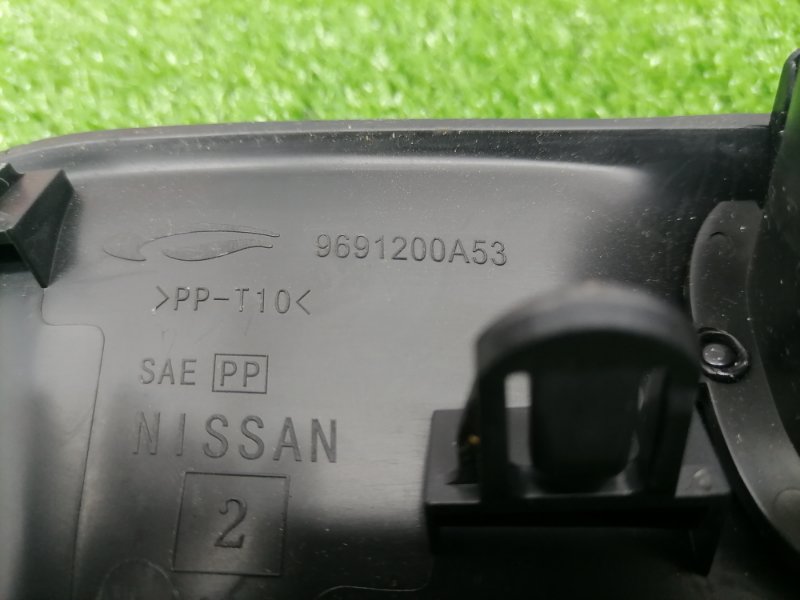 9691200A53
>PP-T10<
SAE PP
NISSAN
2